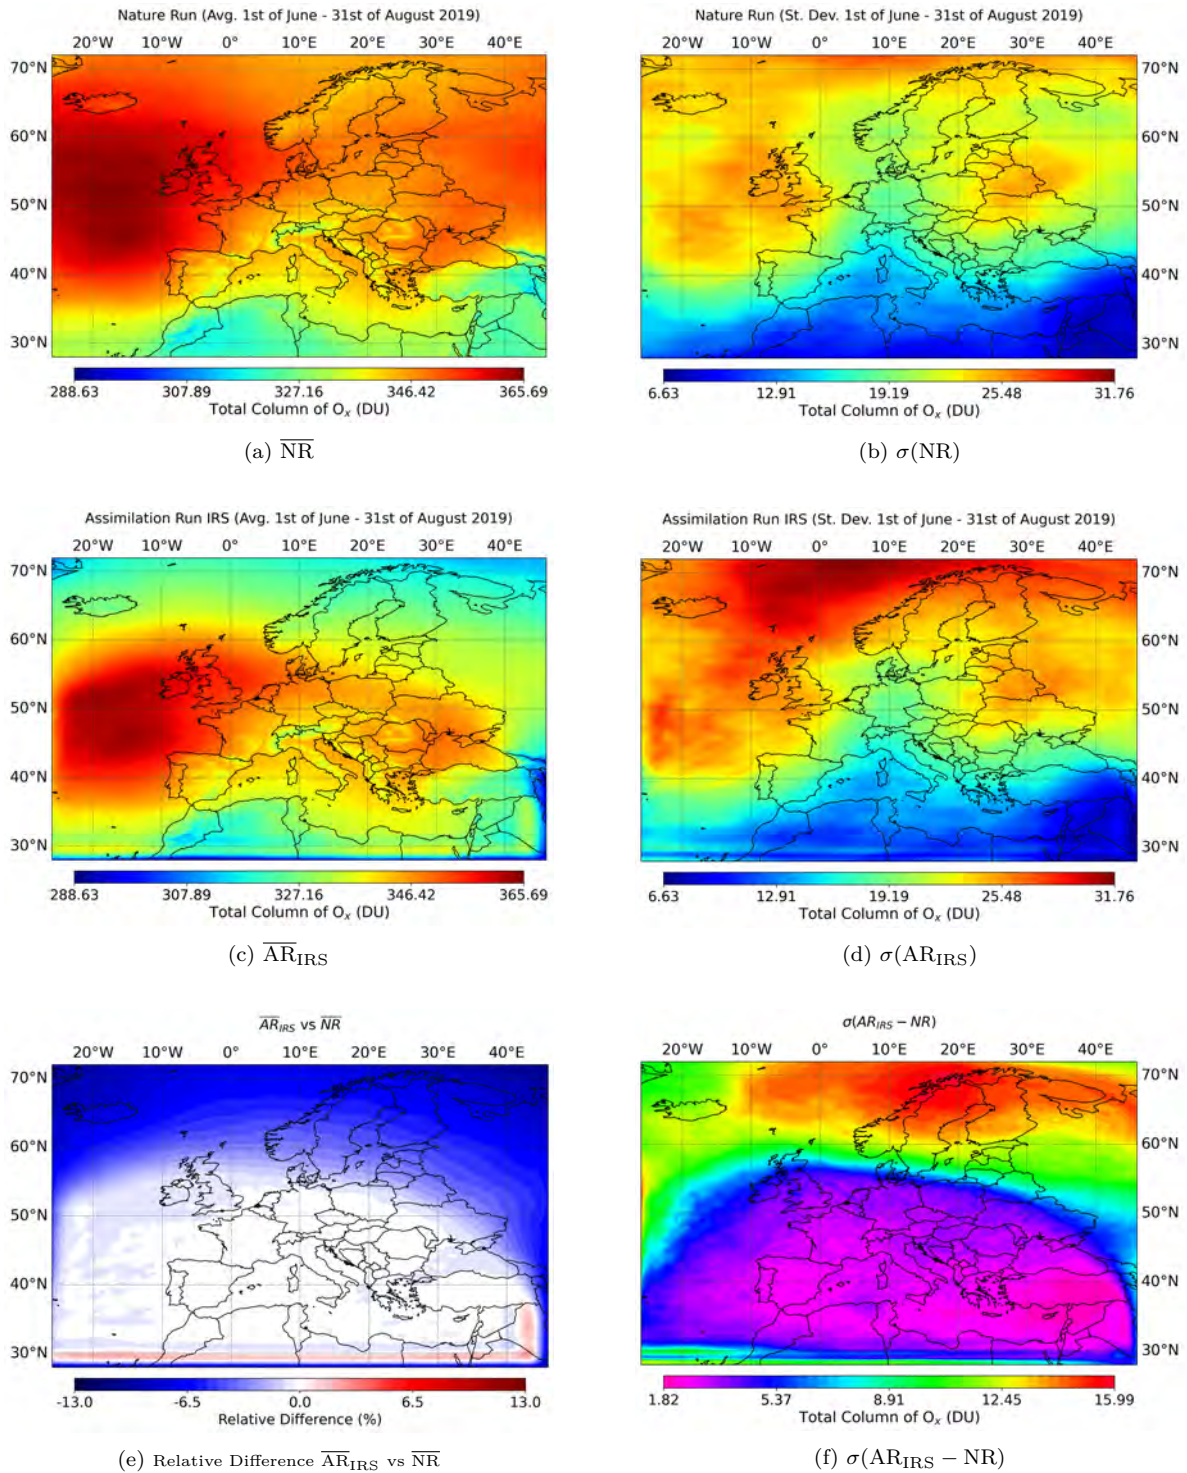 Nature Run (Avg. 1st of June - 31st of August 2019)
20°W 10°W 0° 10°E 20°E 30°E 40°E
70°N
60°N
50°N
40°N
30°N
288.63 307.89 327.16 346.42 365.69
Total Column of Oₓ (DU)
(a) N̅R̅
Nature Run (St. Dev. 1st of June - 31st of August 2019)
20°W 10°W 0° 10°E 20°E 30°E 40°E
70°N
60°N
50°N
40°N
30°N
6.63 12.91 19.19 25.48 31.76
Total Column of Oₓ (DU)
(b) σ(NR)
Assimilation Run IRS (Avg. 1st of June - 31st of August 2019)
20°W 10°W 0° 10°E 20°E 30°E 40°E
70°N
60°N
50°N
40°N
30°N
288.63 307.89 327.16 346.42 365.69
Total Column of Oₓ (DU)
(c) A̅R̅_IRS
Assimilation Run IRS (St. Dev. 1st of June - 31st of August 2019)
20°W 10°W 0° 10°E 20°E 30°E 40°E
70°N
60°N
50°N
40°N
30°N
6.63 12.91 19.19 25.48 31.76
Total Column of Oₓ (DU)
(d) σ(AR_IRS)
A̅R̅_IRS vs N̅R̅
20°W 10°W 0° 10°E 20°E 30°E 40°E
70°N
60°N
50°N
40°N
30°N
-13.0 -6.5 0.0 6.5 13.0
Relative Difference (%)
(e) Relative Difference A̅R̅_IRS vs N̅R̅
σ(AR_IRS − NR)
20°W 10°W 0° 10°E 20°E 30°E 40°E
70°N
60°N
50°N
40°N
30°N
1.82 5.37 8.91 12.45 15.99
Total Column of Oₓ (DU)
(f) σ(AR_IRS − NR)